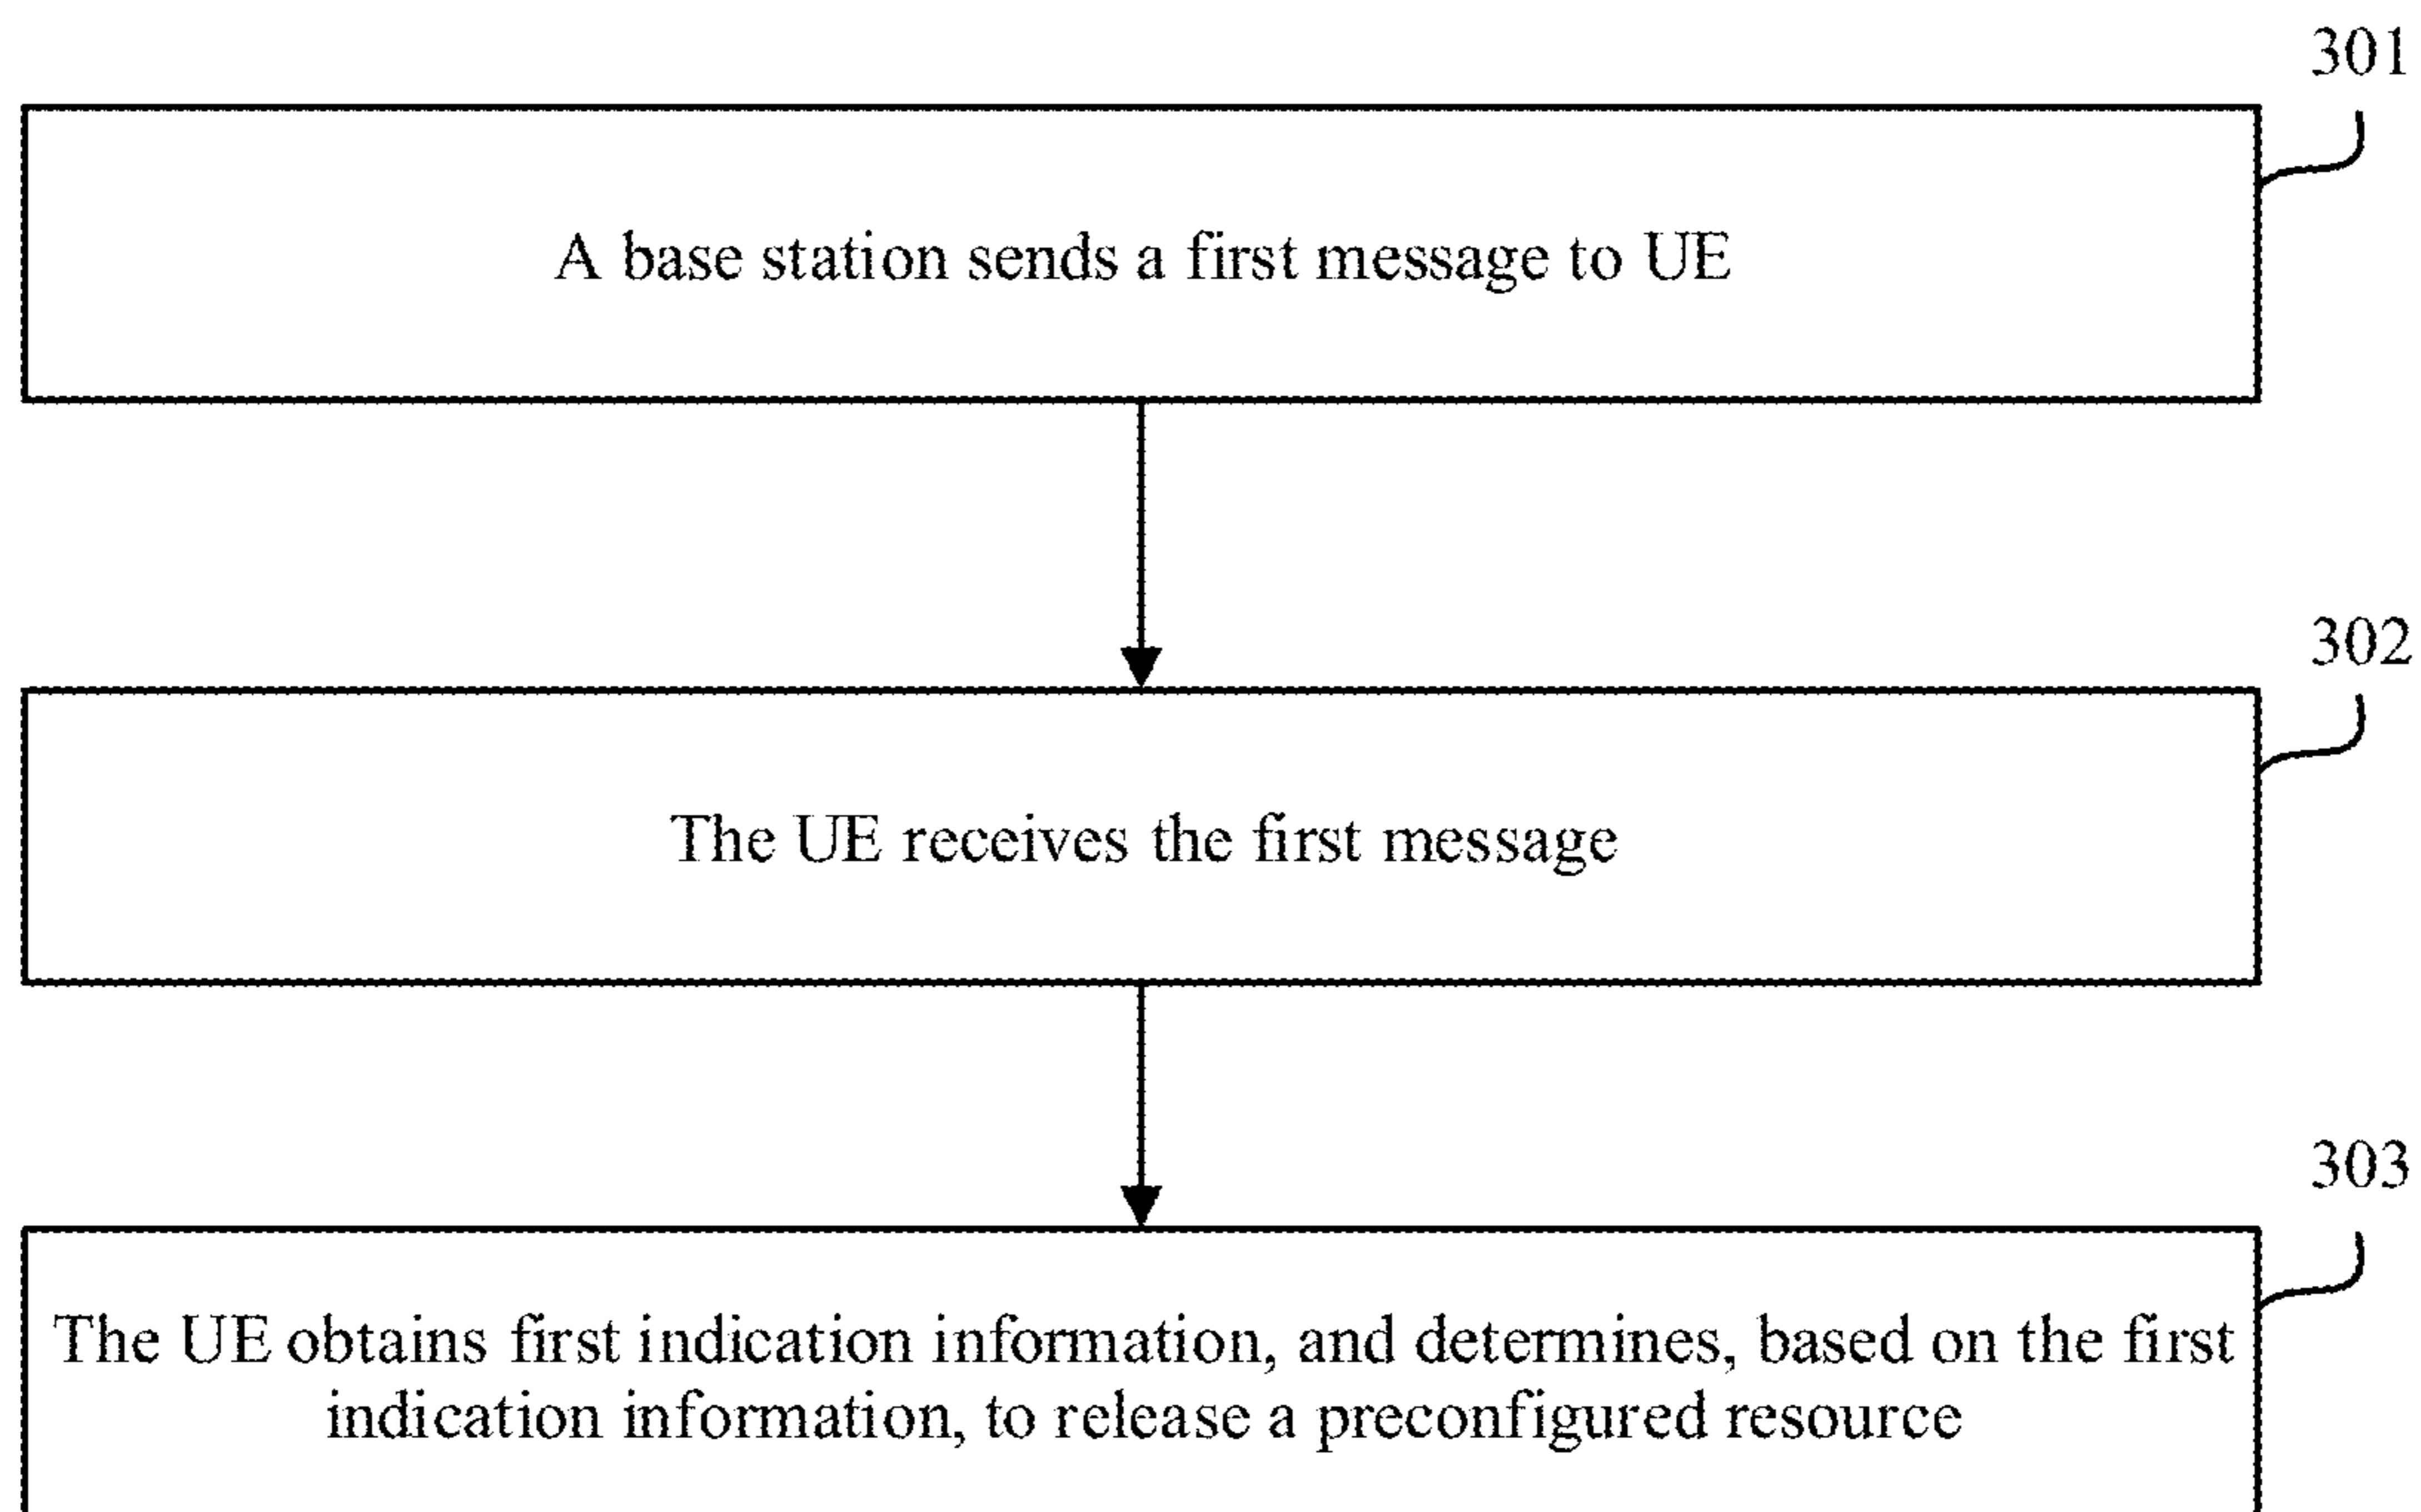 301
A base station sends a first message to UE
302
The UE receives the first message
303
The UE obtains first indication information, and determines, based on the first
indication information, to release a preconfigured resource